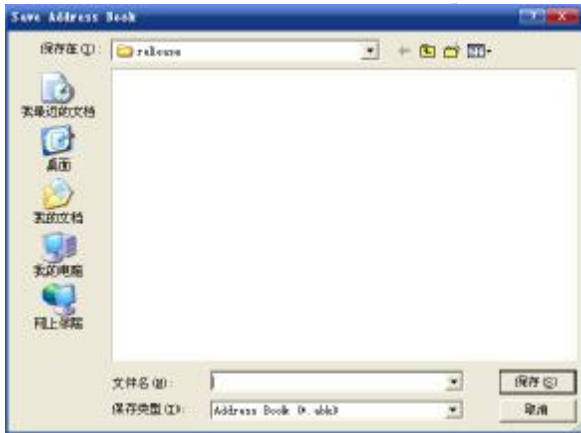 Save Address Book
保存在(I):
release
我最近的文档
桌面
我的文档
我的电脑
网上邻居
文件名(N):
保存(S)
保存类型(T):
Address Book (*.abk)
取消